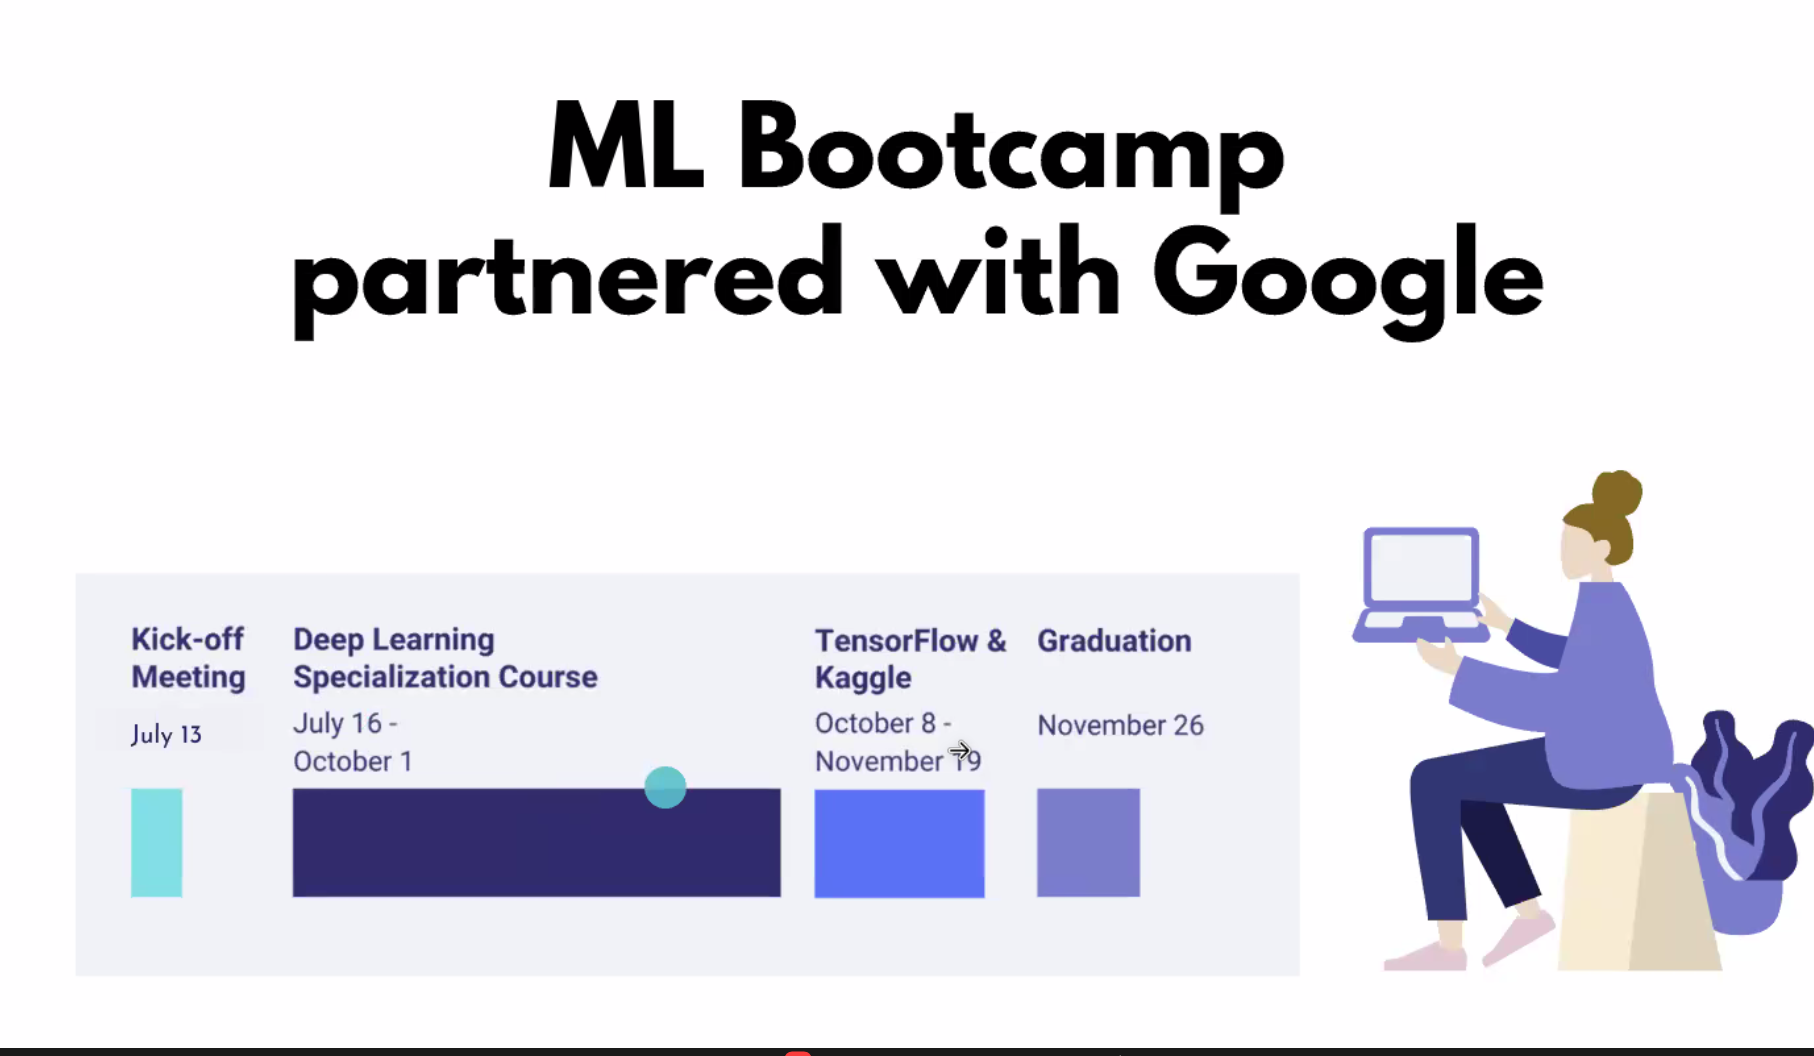 ML Bootcamp
partnered with Google
Kick-off
Meeting
July 13
Deep Learning
Specialization Course
July 16 -
October 1
TensorFlow &
Kaggle
October 8 -
November 19
Graduation
November 26